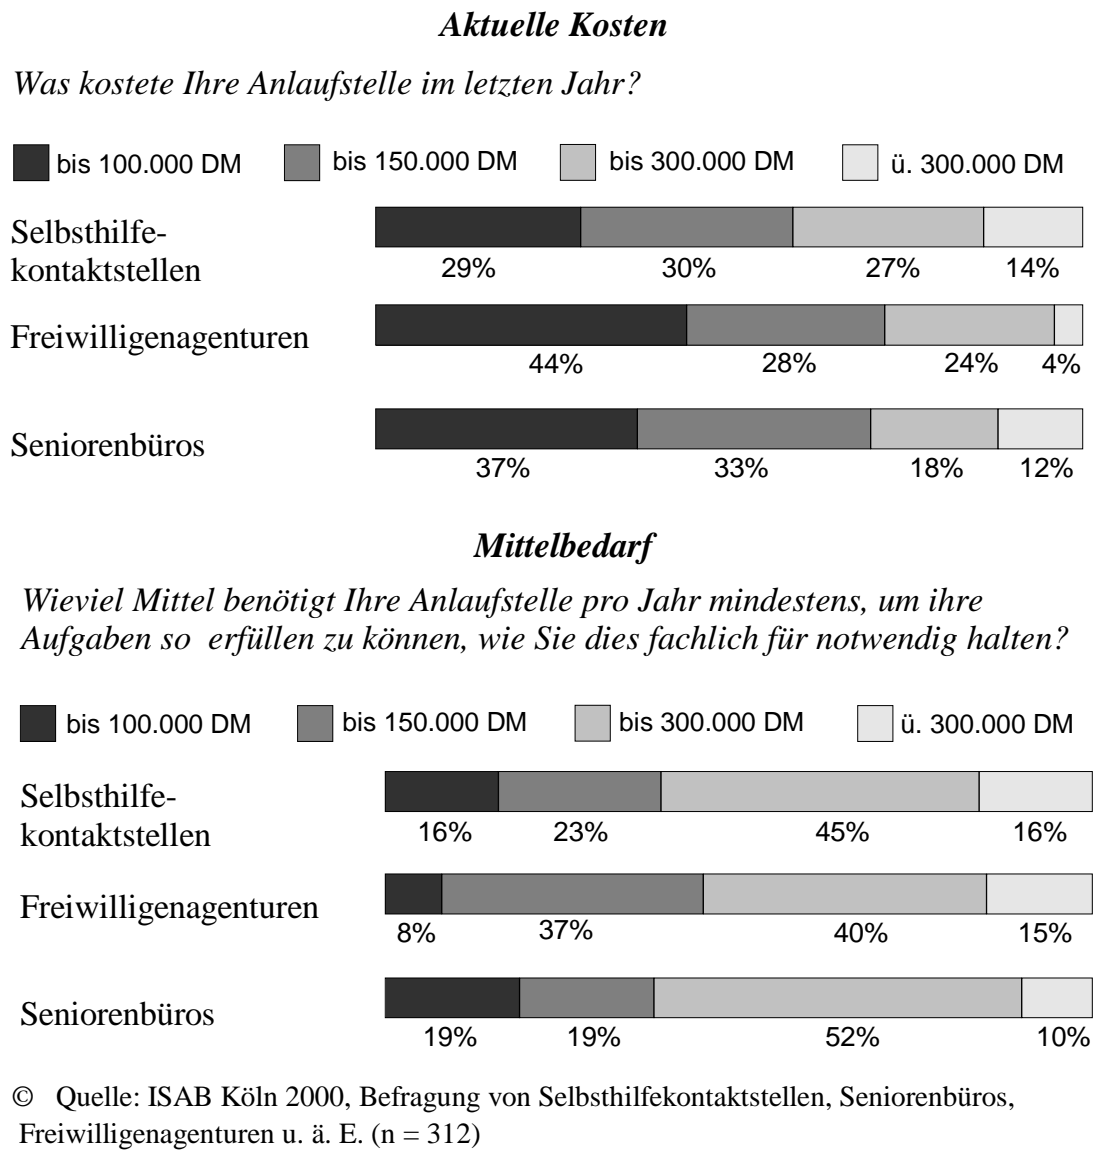 Aktuelle Kosten
Was kostete Ihre Anlaufstelle im letzten Jahr?
bis 100.000 DM bis 150.000 DM bis 300.000 DM ü. 300.000 DM
Selbsthilfe-
kontaktstellen
29% 30% 27% 14%
Freiwilligenagenturen
44% 28% 24% 4%
Seniorenbüros
37% 33% 18% 12%
Mittelbedarf
Wieviel Mittel benötigt Ihre Anlaufstelle pro Jahr mindestens, um ihre
Aufgaben so erfüllen zu können, wie Sie dies fachlich für notwendig halten?
bis 100.000 DM bis 150.000 DM bis 300.000 DM ü. 300.000 DM
Selbsthilfe-
kontaktstellen
16% 23% 45% 16%
Freiwilligenagenturen
8% 37% 40% 15%
Seniorenbüros
19% 19% 52% 10%
© Quelle: ISAB Köln 2000, Befragung von Selbsthilfekontaktstellen, Seniorenbüros,
Freiwilligenagenturen u. ä. E. (n = 312)